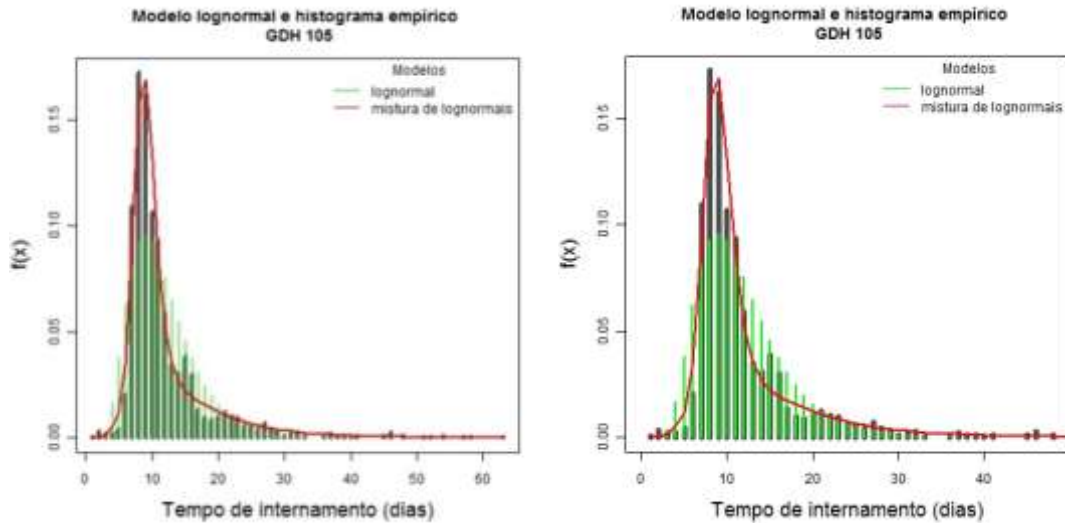 Modelo lognormal e histograma empírico
GDH 105
Modelos
lognormal
mistura de lognormais
f(x)
0.00
0.05
0.10
0.15
0
10
20
30
40
50
60
Tempo de internamento (dias)
Modelo lognormal e histograma empírico
GDH 105
Modelos
lognormal
mistura de lognormais
f(x)
0.00
0.05
0.10
0.15
0
10
20
30
40
Tempo de internamento (dias)